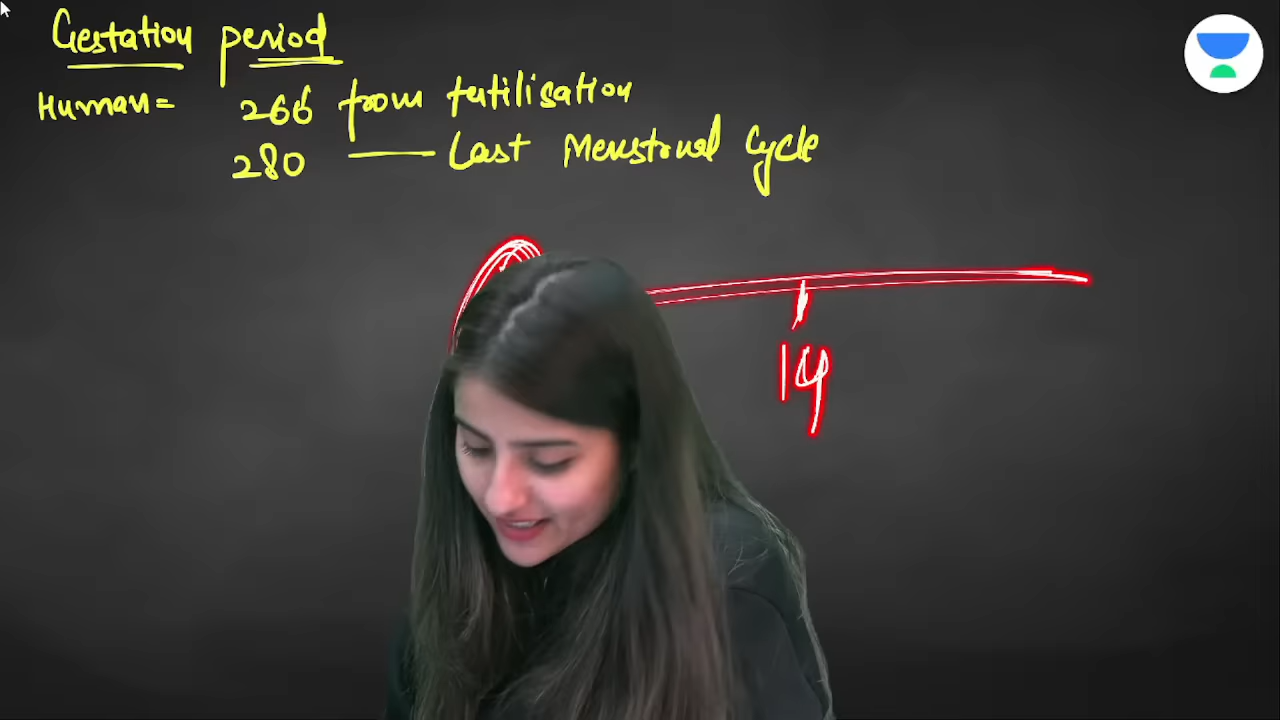 Gestation period
Human = 266 from fertilisation
280 — Last Menstrual Cycle
14